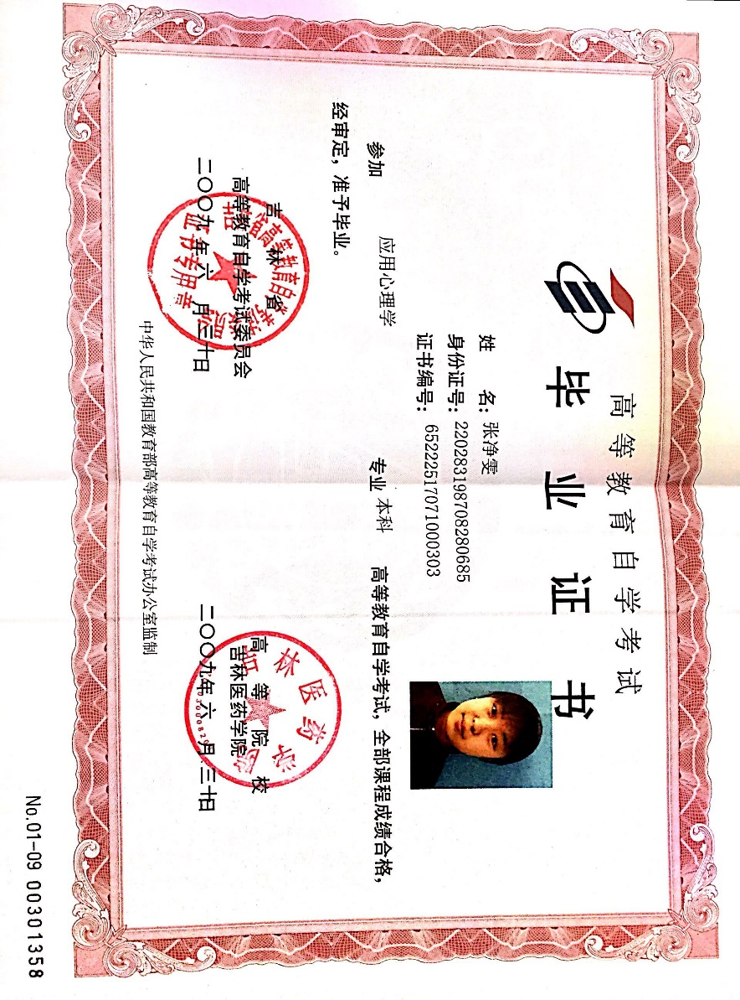 高等教育自学考试
毕业证书
姓 名: 张净雯
身份证号: 220283198708280685
证书编号: 65222517071000303
参加 应用心理学 专业 本科 高等教育自学考试，全部课程成绩合格，
经审定，准予毕业。
吉林省
高等教育自学考试委员会
二〇〇九年六月三十日
高等院校
吉林医药学院
二〇〇九年六月三十日
中华人民共和国教育部高等教育自学考试办公室监制
No.01-09 00301358